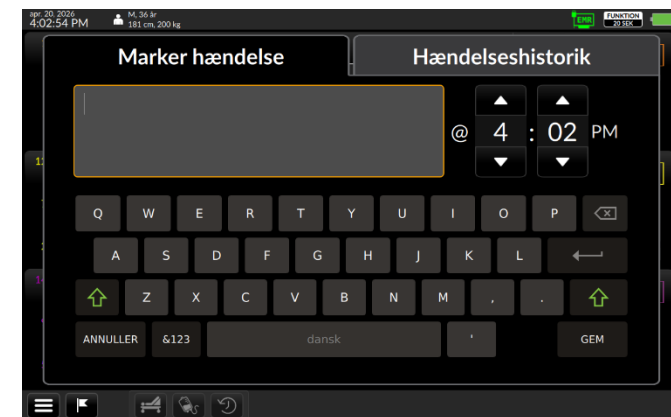 apr. 20, 2026
4:02:54 PM
M, 36 år
181 cm, 200 kg
EMR
FUNKTION
20 SEK
Marker hændelse
Hændelseshistorik
@ 4 : 02 PM
Q W E R T Y U I O P
A S D F G H J K L
Z X C V B N M , .
ANNULLER &123 dansk ' GEM